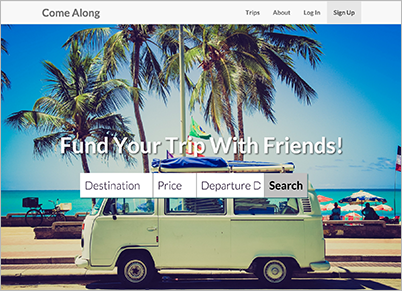 Come Along Trips About Log In Sign Up
Fund Your Trip With Friends!
Destination Price Departure D Search